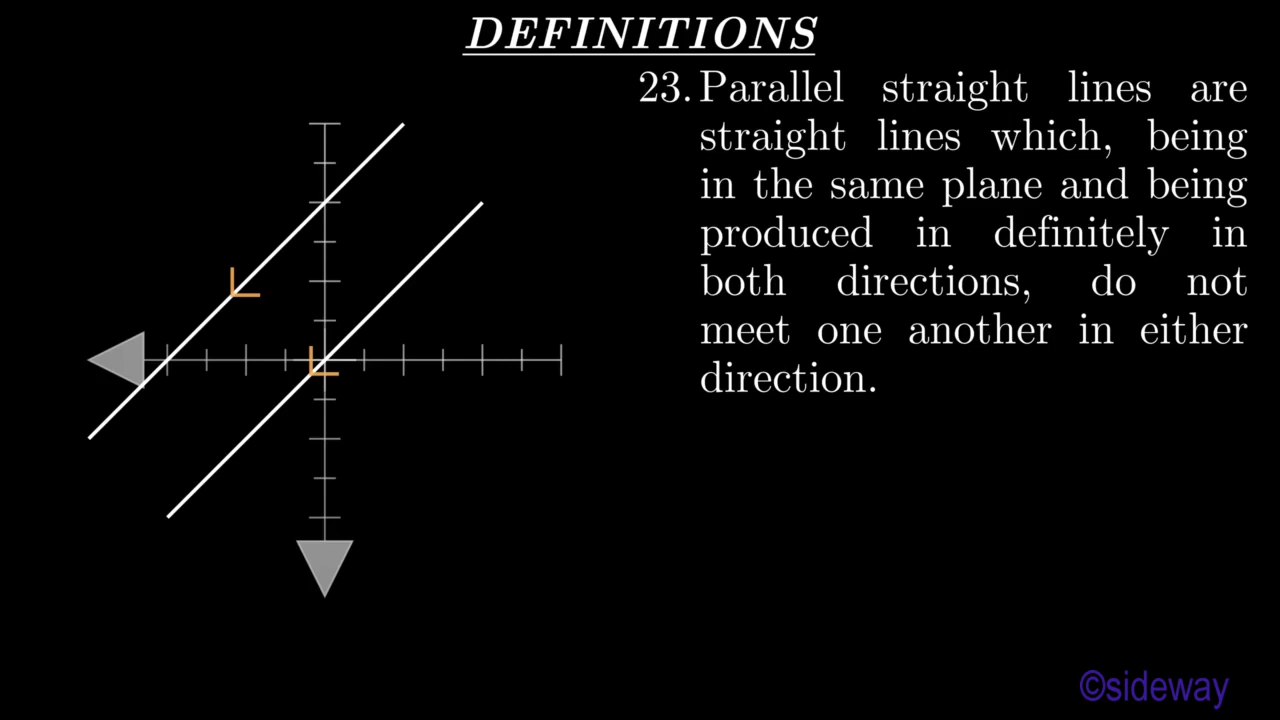 DEFINITIONS
23. Parallel straight lines are
straight lines which, being
in the same plane and being
produced in definitely in
both directions, do not
meet one another in either
direction.
©sideway